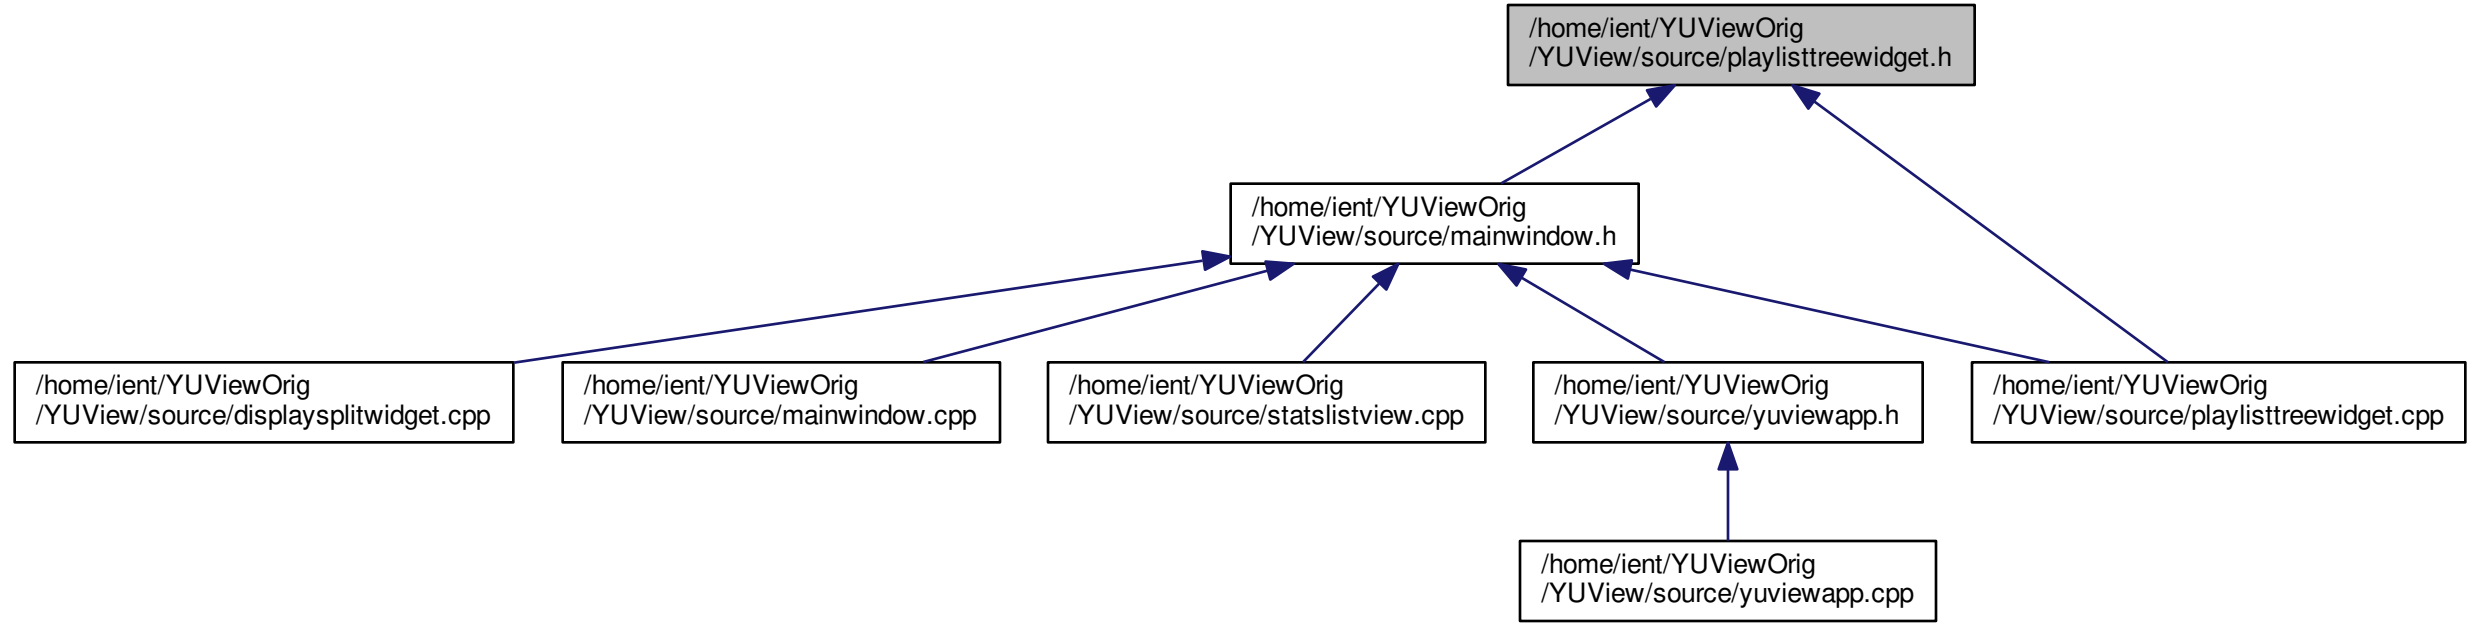 /home/ient/YUViewOrig
/YUView/source/playlisttreewidget.h
/home/ient/YUViewOrig
/YUView/source/mainwindow.h
/home/ient/YUViewOrig
/YUView/source/displaysplitwidget.cpp
/home/ient/YUViewOrig
/YUView/source/mainwindow.cpp
/home/ient/YUViewOrig
/YUView/source/statslistview.cpp
/home/ient/YUViewOrig
/YUView/source/yuviewapp.h
/home/ient/YUViewOrig
/YUView/source/playlisttreewidget.cpp
/home/ient/YUViewOrig
/YUView/source/yuviewapp.cpp